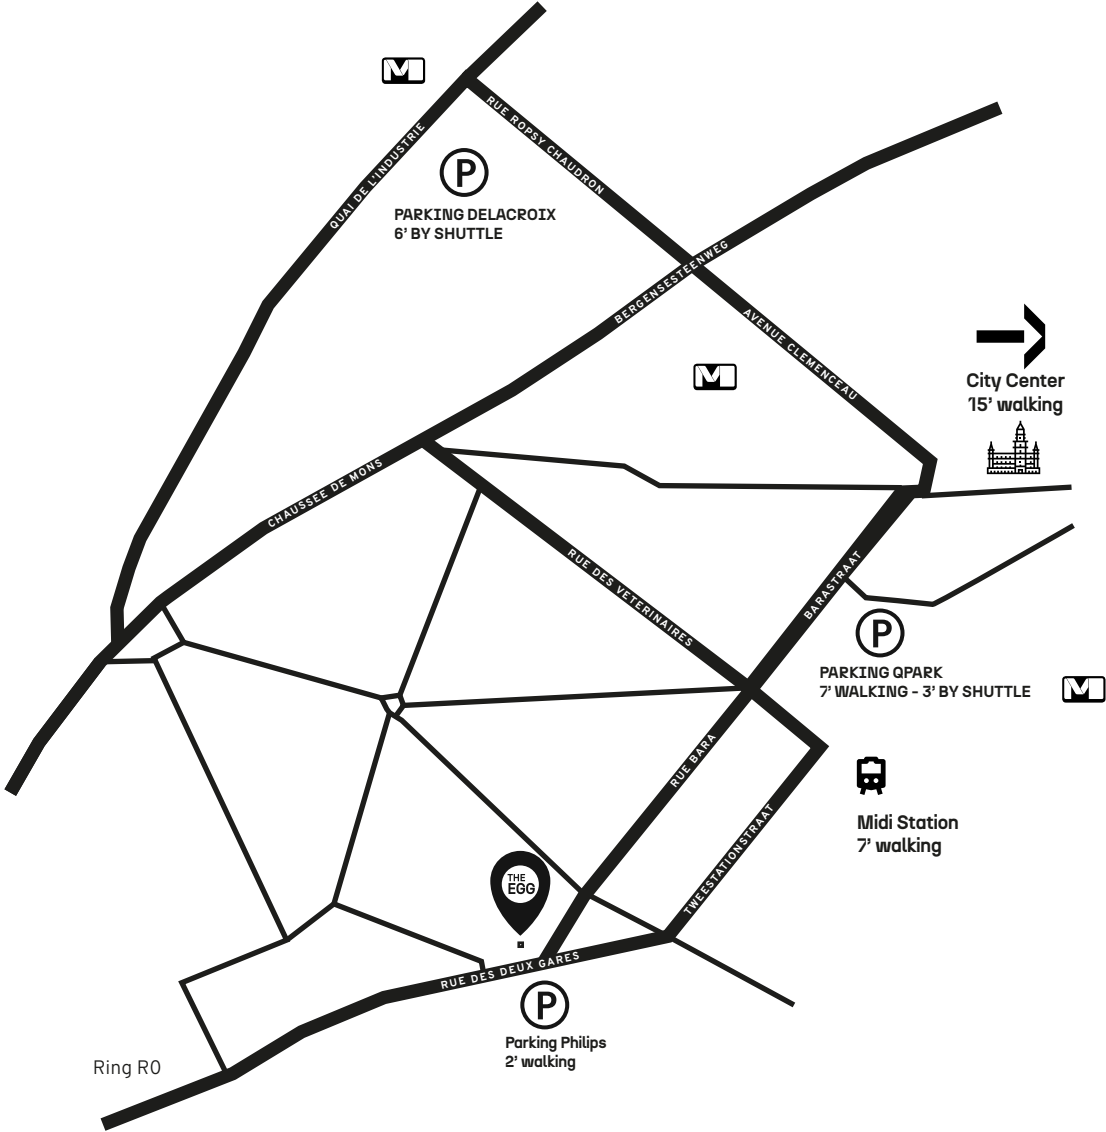 M
RUE ROPSY CHAUDRON
QUAI DE L'INDUSTRIE
P
PARKING DELACROIX
6' BY SHUTTLE
BERGENSESTEENWEG
AVENUE CLEMENCEAU
M
City Center
15' walking
CHAUSSEE DE MONS
RUE DES VETERINAIRES
BARASTRAAT
P
PARKING QPARK
7' WALKING - 3' BY SHUTTLE
M
RUE BARA
Midi Station
7' walking
TWEESTATIONSTRAAT
THE
EGG
RUE DES DEUX GARES
P
Parking Philips
2' walking
Ring R0